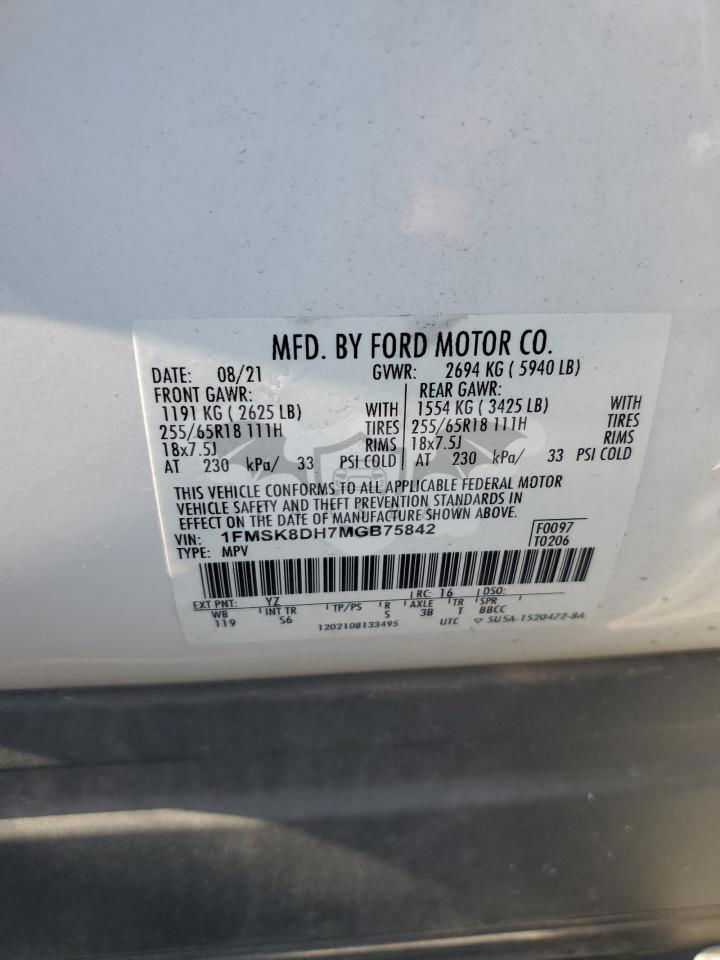 MFD. BY FORD MOTOR CO.
DATE: 08/21 GVWR: 2694 KG ( 5940 LB)
FRONT GAWR: REAR GAWR:
1191 KG ( 2625 LB) WITH 1554 KG ( 3425 LB) WITH
255/65R18 111H TIRES 255/65R18 111H TIRES
18x7.5J RIMS 18x7.5J RIMS
AT 230 kPa/ 33 PSI COLD AT 230 kPa/ 33 PSI COLD
THIS VEHICLE CONFORMS TO ALL APPLICABLE FEDERAL MOTOR
VEHICLE SAFETY AND THEFT PREVENTION STANDARDS IN
EFFECT ON THE DATE OF MANUFACTURE SHOWN ABOVE.
VIN: 1FMSK8DH7MGB75842 F0097
TYPE: MPV T0206
EXT PNT: YZ RC: 16 DSO:
WB INT TR TP/PS R AXLE TR SPR
119 S6 S 3B T BBCC
1202108133495 UTC ▽ 5U5A-1520472-BA